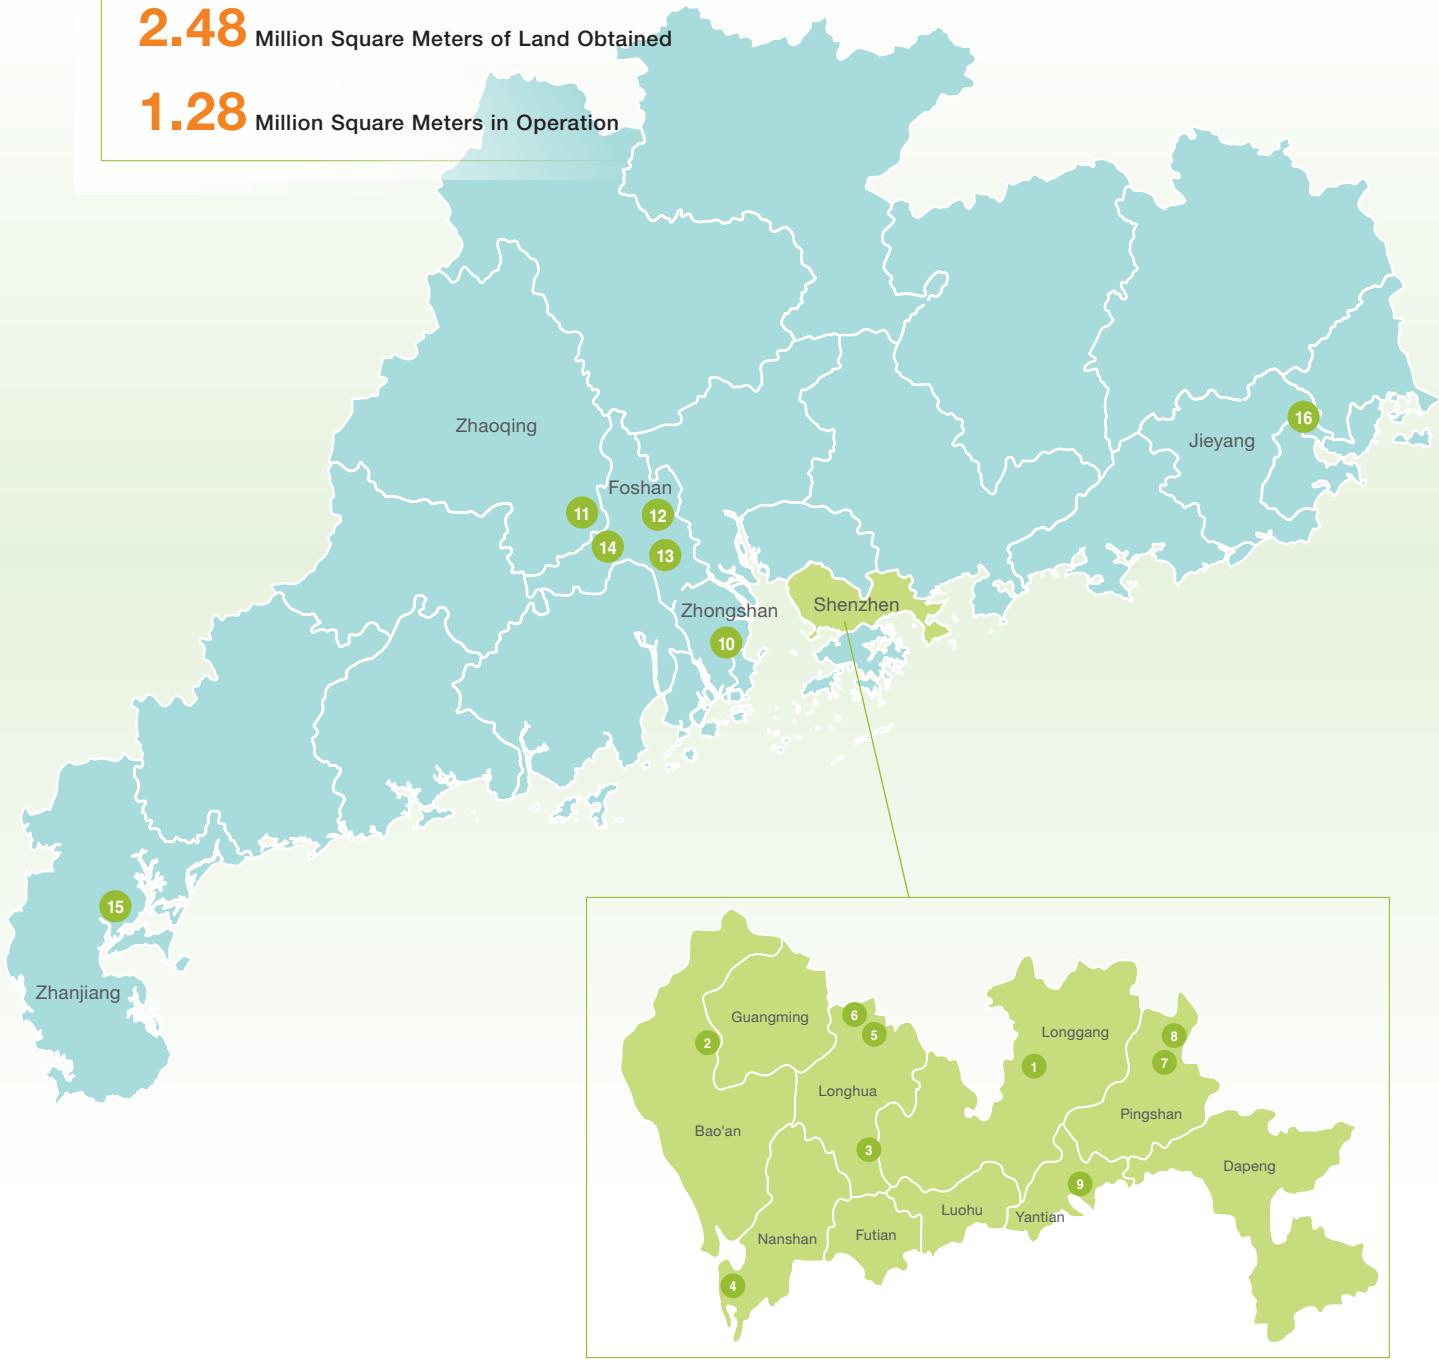 2.48 Million Square Meters of Land Obtained
1.28 Million Square Meters in Operation
Zhaoqing
16
Jieyang
Foshan
11
12
14
13
Shenzhen
Zhongshan
10
15
Zhanjiang
6
Guangming
5
Longgang
8
2
7
1
Longhua
Pingshan
Bao'an
3
Dapeng
9
Luohu
Yantian
Nanshan
Futian
4